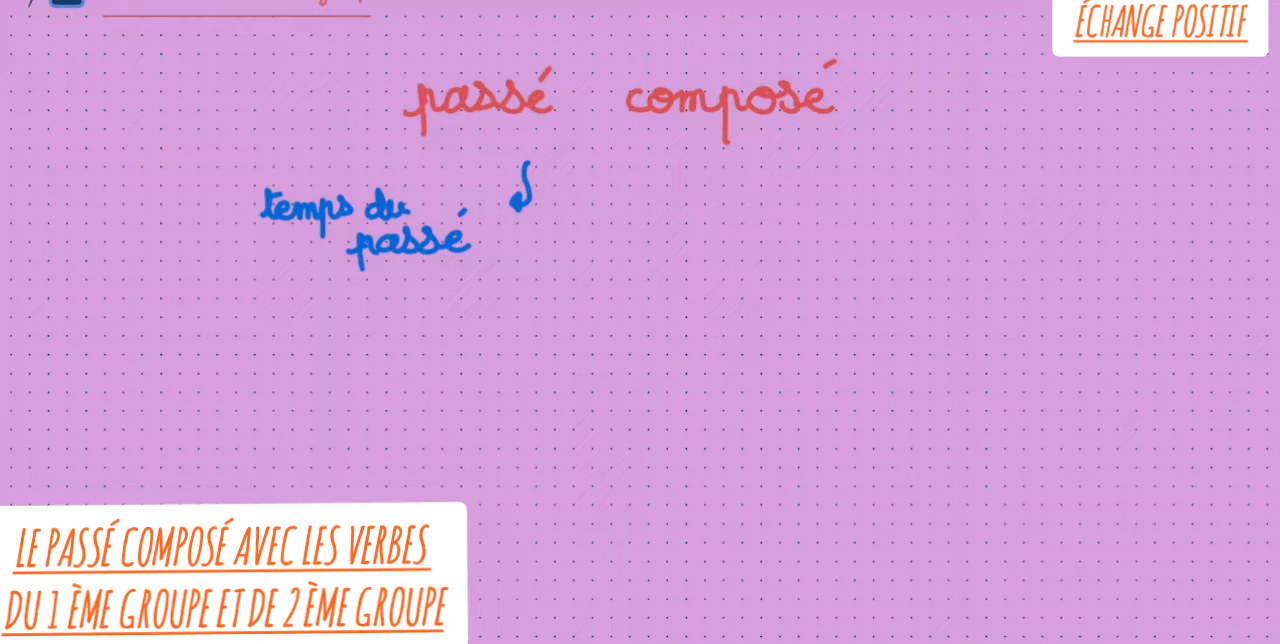 ÉCHANGE POSITIF
passé composé
temps du
passé
LE PASSÉ COMPOSÉ AVEC LES VERBES
DU 1 ÈME GROUPE ET DE 2 ÈME GROUPE